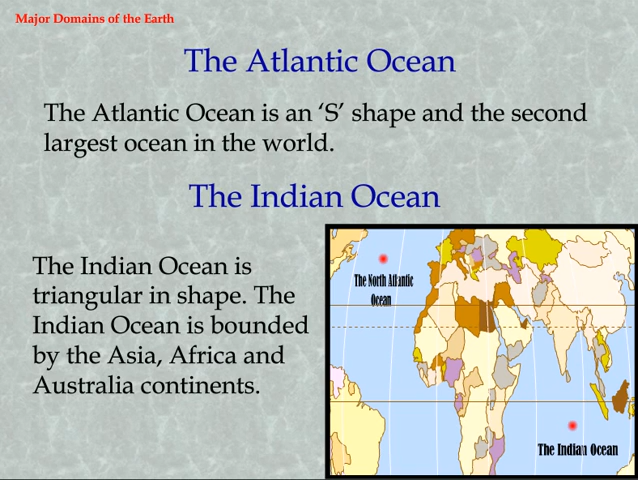 Major Domains of the Earth
The Atlantic Ocean
The Atlantic Ocean is an ‘S’ shape and the second
largest ocean in the world.
The Indian Ocean
The Indian Ocean is
triangular in shape. The
Indian Ocean is bounded
by the Asia, Africa and
Australia continents.
The North Atlantic
Ocean
The Indian Ocean